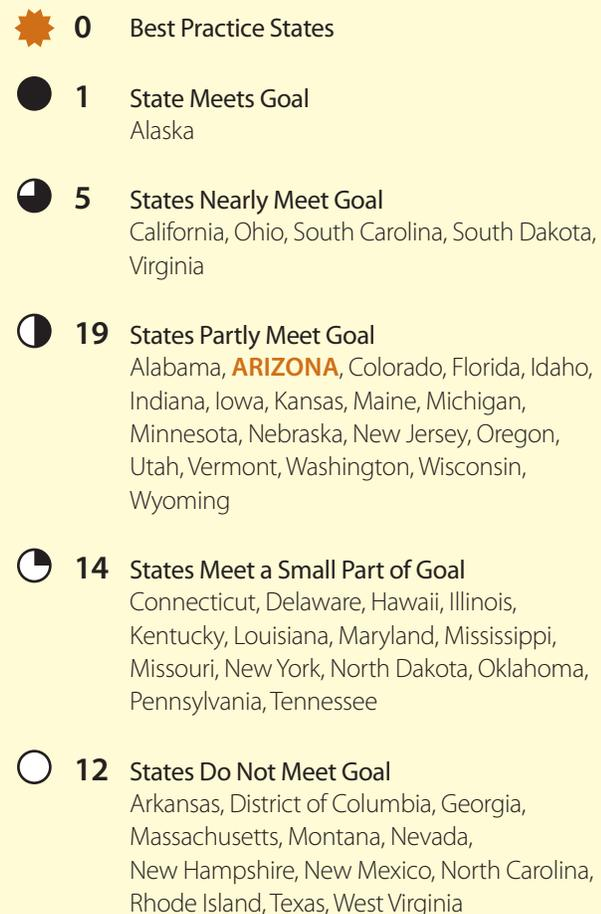 0 Best Practice States
1 State Meets Goal
Alaska
5 States Nearly Meet Goal
California, Ohio, South Carolina, South Dakota,
Virginia
19 States Partly Meet Goal
Alabama, ARIZONA, Colorado, Florida, Idaho,
Indiana, Iowa, Kansas, Maine, Michigan,
Minnesota, Nebraska, New Jersey, Oregon,
Utah, Vermont, Washington, Wisconsin,
Wyoming
14 States Meet a Small Part of Goal
Connecticut, Delaware, Hawaii, Illinois,
Kentucky, Louisiana, Maryland, Mississippi,
Missouri, New York, North Dakota, Oklahoma,
Pennsylvania, Tennessee
12 States Do Not Meet Goal
Arkansas, District of Columbia, Georgia,
Massachusetts, Montana, Nevada,
New Hampshire, New Mexico, North Carolina,
Rhode Island, Texas, West Virginia